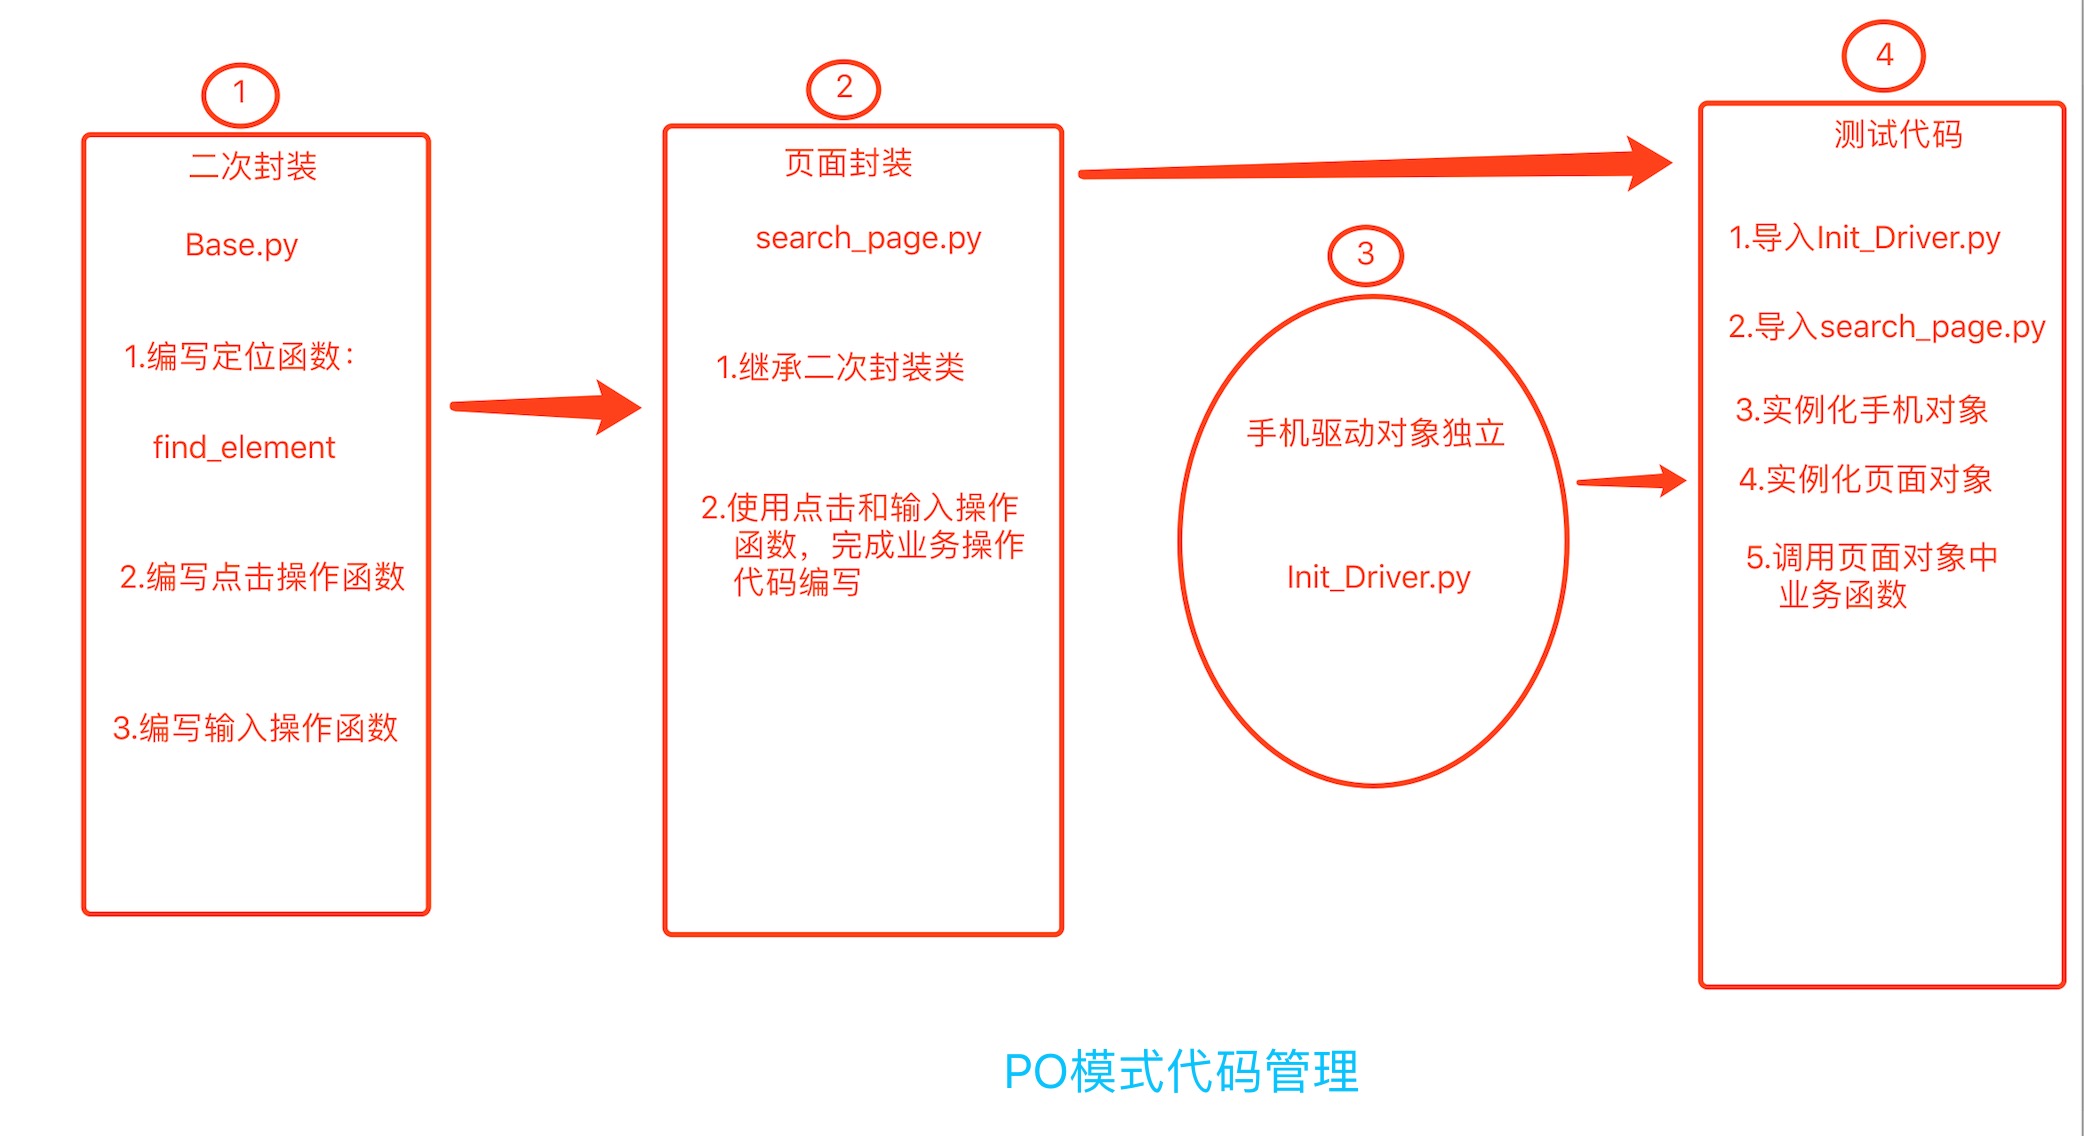 1
二次封装
Base.py
1.编写定位函数：
find_element
2.编写点击操作函数
3.编写输入操作函数
2
页面封装
search_page.py
1.继承二次封装类
2.使用点击和输入操作
函数，完成业务操作
代码编写
3
手机驱动对象独立
Init_Driver.py
4
测试代码
1.导入Init_Driver.py
2.导入search_page.py
3.实例化手机对象
4.实例化页面对象
5.调用页面对象中
业务函数
PO模式代码管理